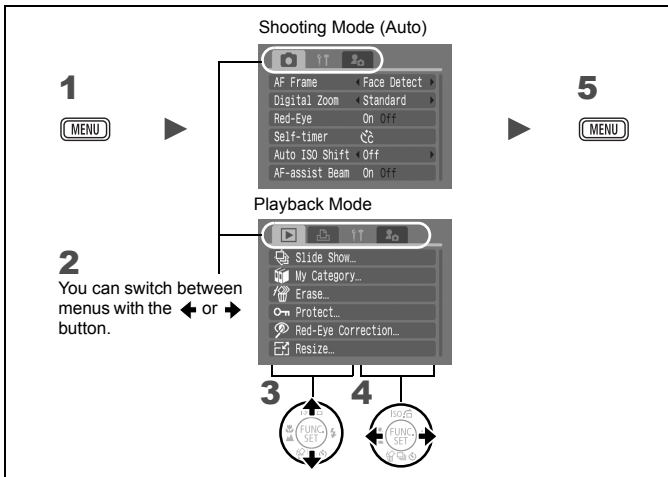 Shooting Mode (Auto)
1
MENU
AF Frame Face Detect
Digital Zoom Standard
Red-Eye On Off
Self-timer
Auto ISO Shift Off
AF-assist Beam On Off
5
MENU
Playback Mode
2
You can switch between
menus with the ← or →
button.
Slide Show...
My Category...
Erase...
Protect...
Red-Eye Correction...
Resize...
3
4
FUNC.
SET
ISO
FUNC.
SET